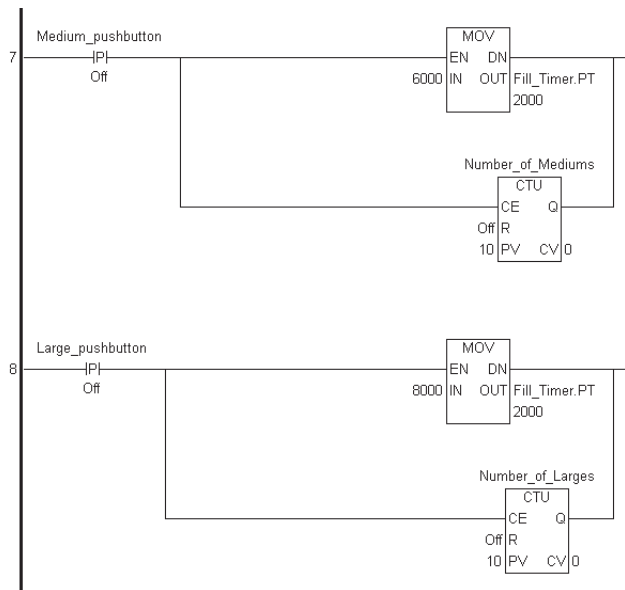 Medium_pushbutton
MOV
7
P
EN DN
Off
6000 IN OUT Fill_Timer.PT
2000
Number_of_Mediums
CTU
CE Q
Off R
10 PV CV 0
Large_pushbutton
MOV
8
P
EN DN
Off
8000 IN OUT Fill_Timer.PT
2000
Number_of_Larges
CTU
CE Q
Off R
10 PV CV 0